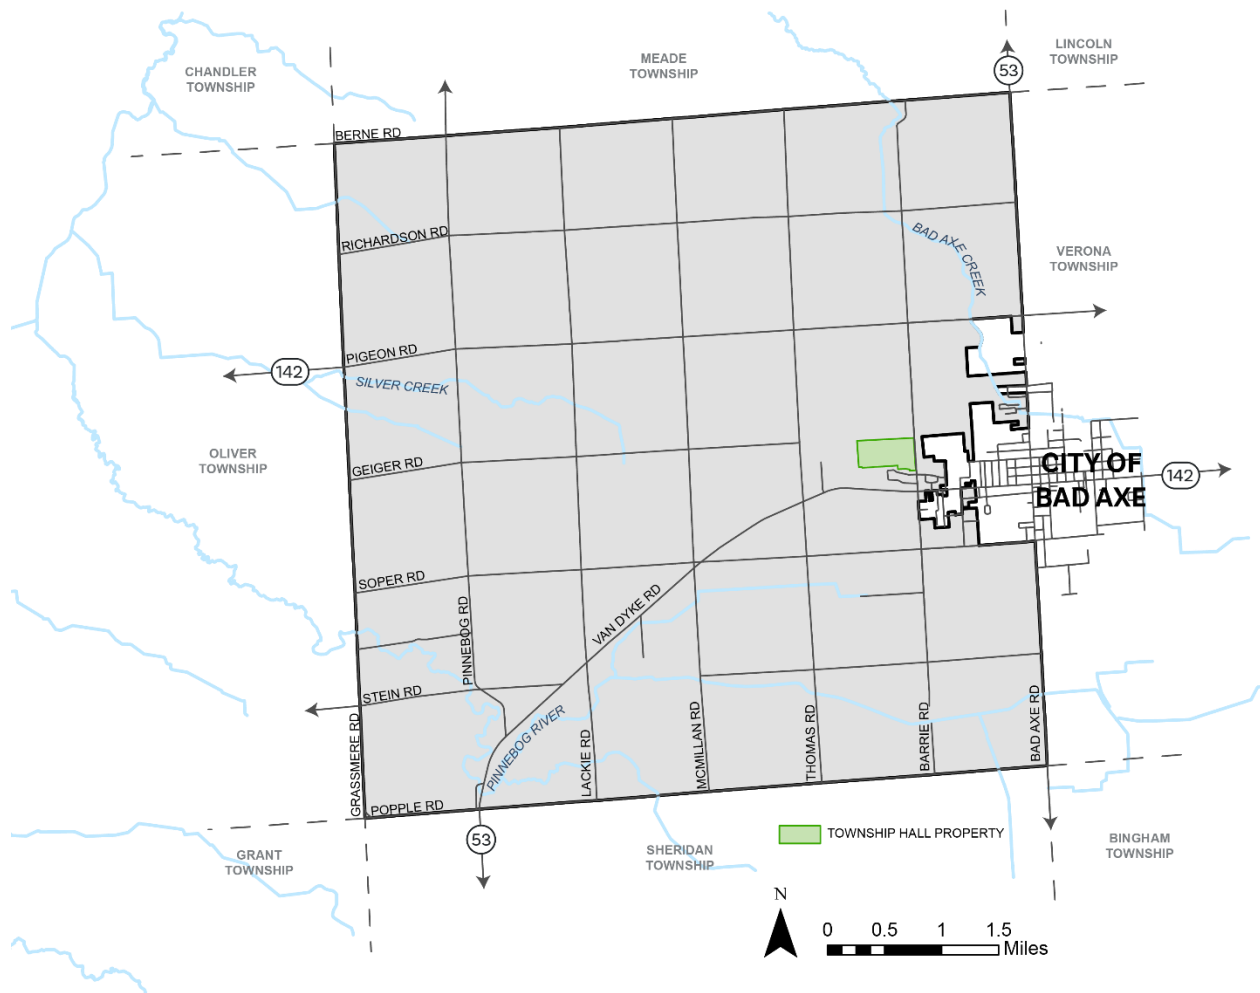 LINCOLN
TOWNSHIP
MEADE
TOWNSHIP
CHANDLER
TOWNSHIP
53
BERNE RD
RICHARDSON RD
BAD AXE CREEK
VERONA
TOWNSHIP
PIGEON RD
142
SILVER CREEK
OLIVER
TOWNSHIP
GEIGER RD
CITY OF
BAD AXE
142
SOPER RD
PINNEBOG RD
VAN DYKE RD
STEIN RD
GRASSMERE RD
PINNEBOG RIVER
LACKIE RD
MCMILLAN RD
THOMAS RD
BARRIE RD
BAD AXE RD
POPPLE RD
53
TOWNSHIP HALL PROPERTY
GRANT
TOWNSHIP
SHERIDAN
TOWNSHIP
BINGHAM
TOWNSHIP
N
0 0.5 1 1.5
Miles